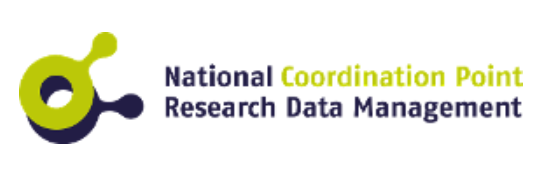 National Coordination Point
Research Data Management